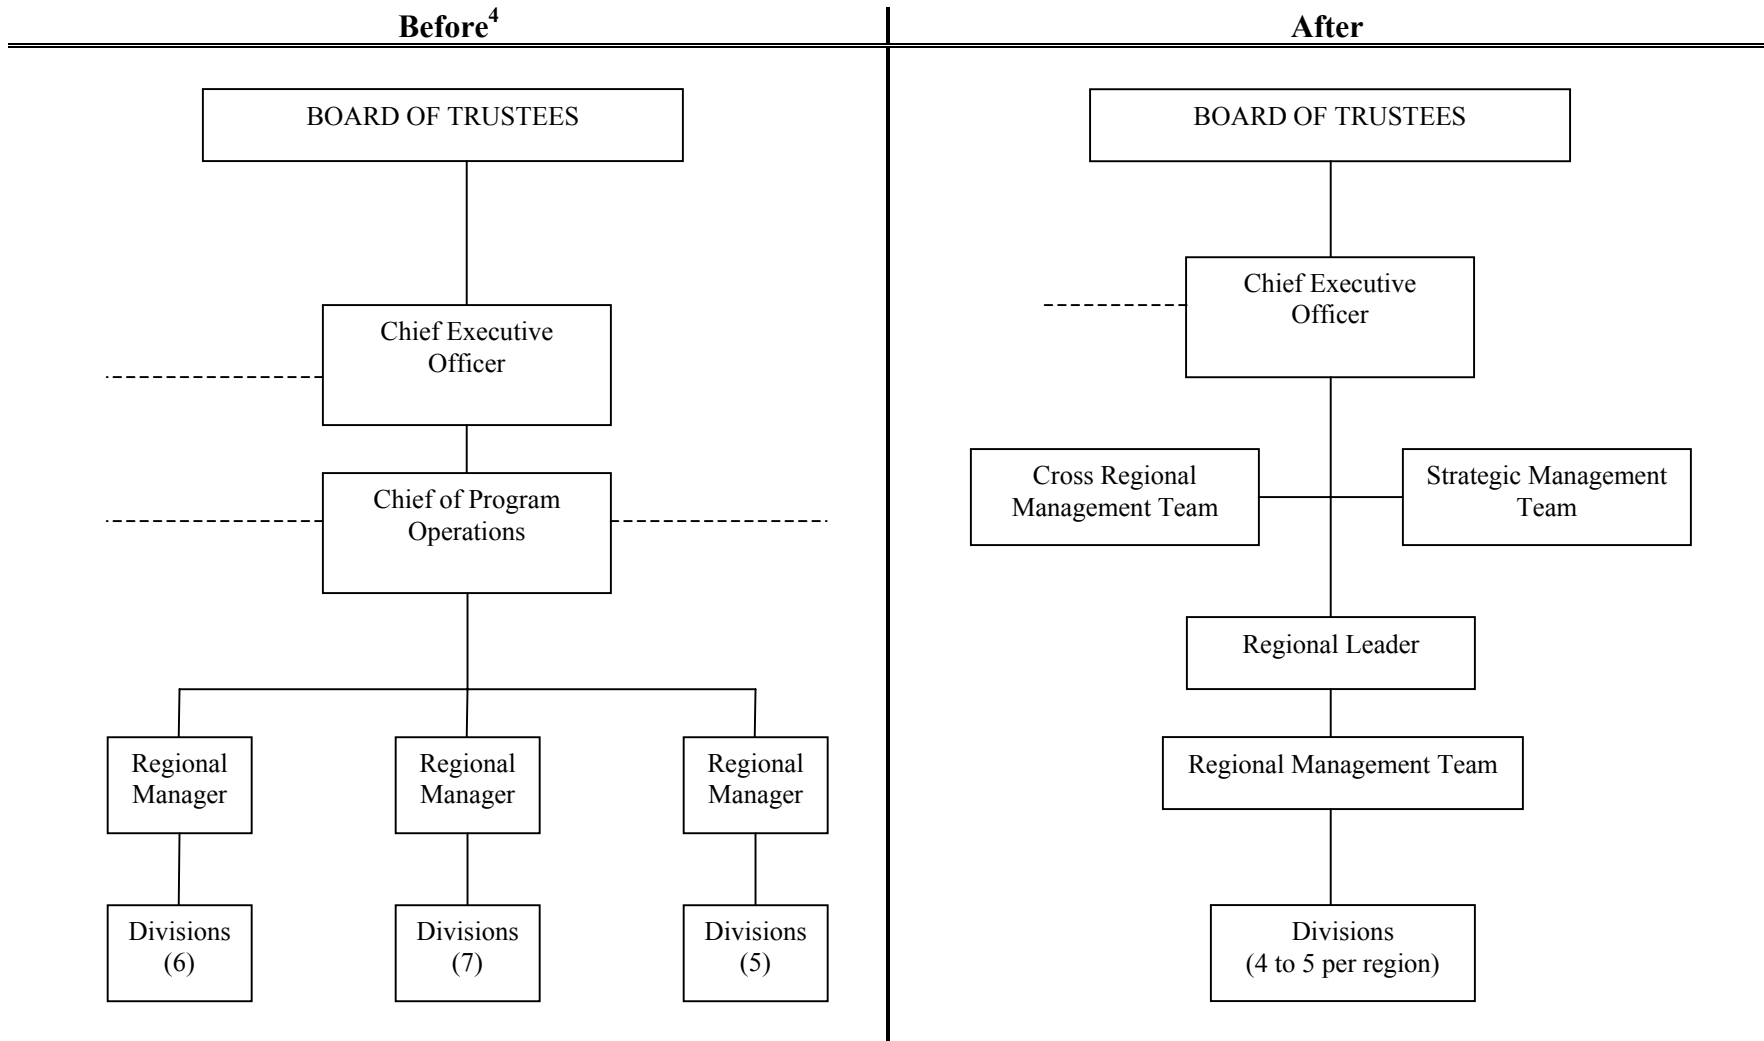 Before⁴
BOARD OF TRUSTEES
Chief Executive
Officer
Chief of Program
Operations
Regional
Manager
Regional
Manager
Regional
Manager
Divisions
(6)
Divisions
(7)
Divisions
(5)
After
BOARD OF TRUSTEES
Chief Executive
Officer
Cross Regional
Management Team
Strategic Management
Team
Regional Leader
Regional Management Team
Divisions
(4 to 5 per region)